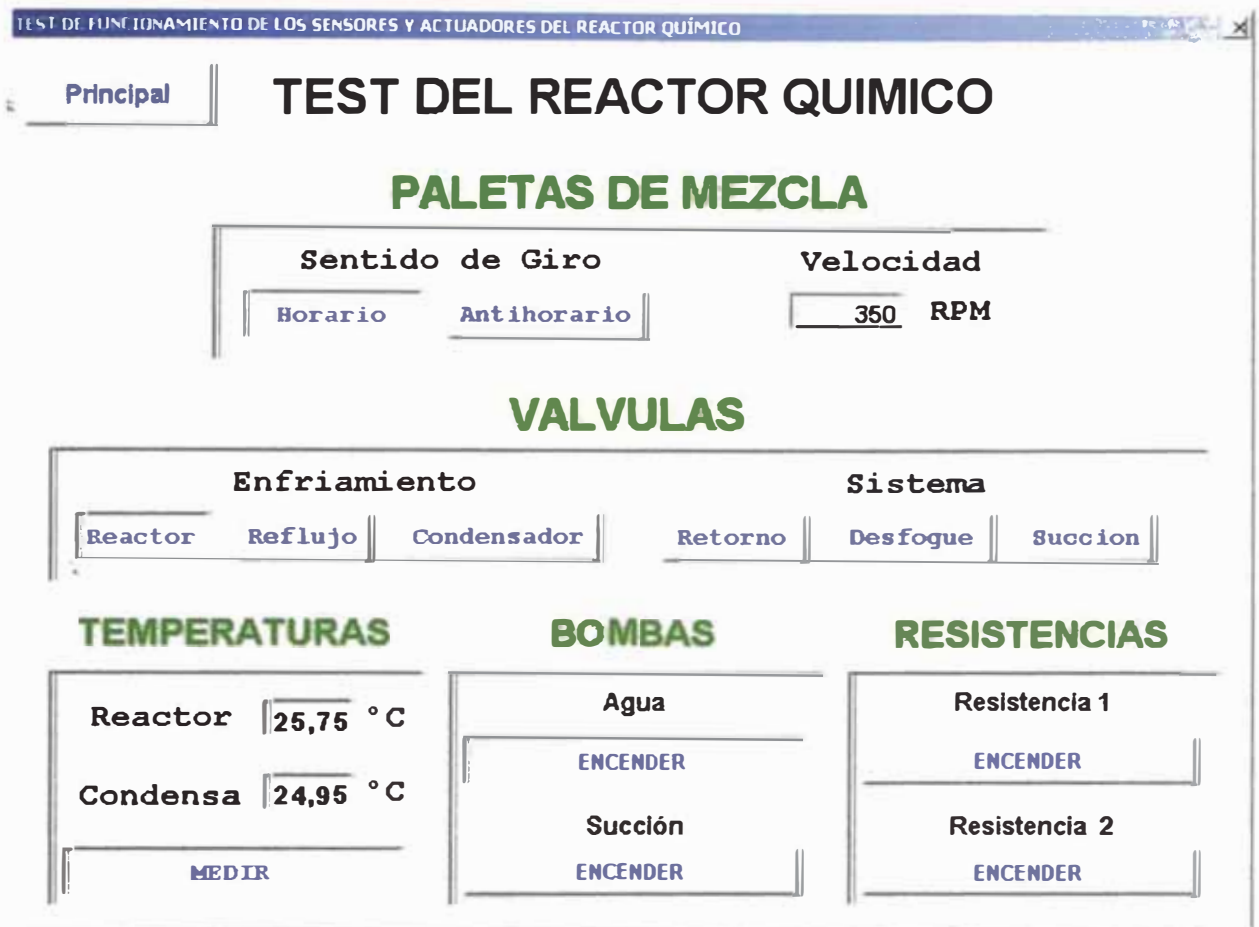 TEST DE FUNCIONAMIENTO DE LOS SENSORES Y ACTUADORES DEL REACTOR QUÍMICO
Principal
TEST DEL REACTOR QUIMICO
PALETAS DE MEZCLA
Sentido de Giro Velocidad
Horario Antihorario 350 RPM
VALVULAS
Enfriamiento Sistema
Reactor Reflujo Condensador Retorno Desfogue Succion
TEMPERATURAS BOMBAS RESISTENCIAS
Reactor 25,75 °C
Condensa 24,95 °C
MEDIR
Agua
ENCENDER
Succión
ENCENDER
Resistencia 1
ENCENDER
Resistencia 2
ENCENDER